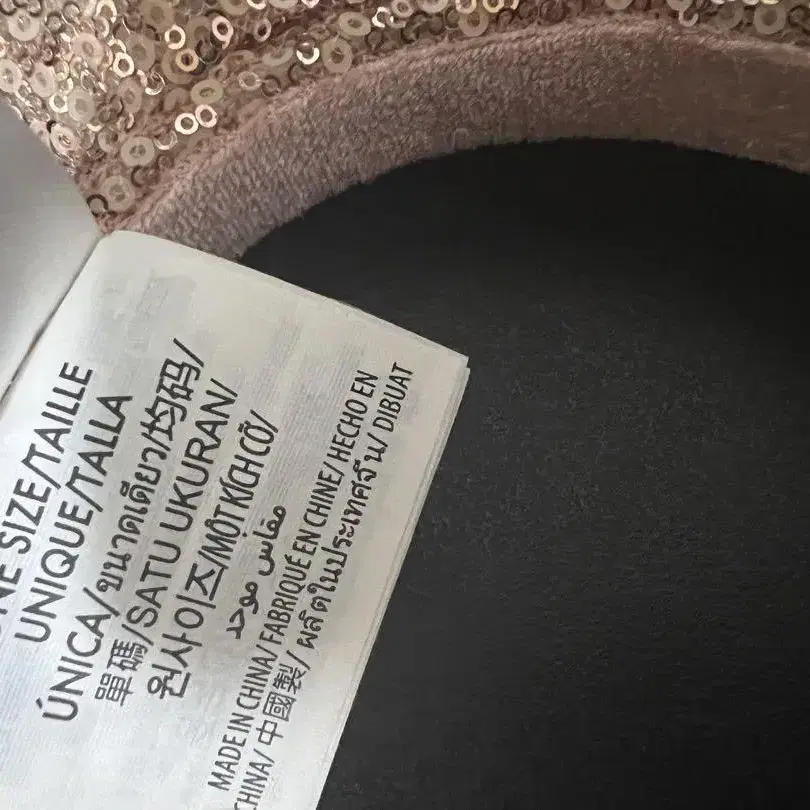 ONE SIZE/TAILLE
UNIQUE/TALLA
ÚNICA/ขนาดเดียว/均码/
單碼/SATU UKURAN/
원사이즈/MỘT KÍCH CỠ/
مقاس موحد
MADE IN CHINA/ FABRIQUÉ EN CHINE/ HECHO EN
CHINA/ 中國製/ ผลิตในประเทศจีน/ DIBUAT